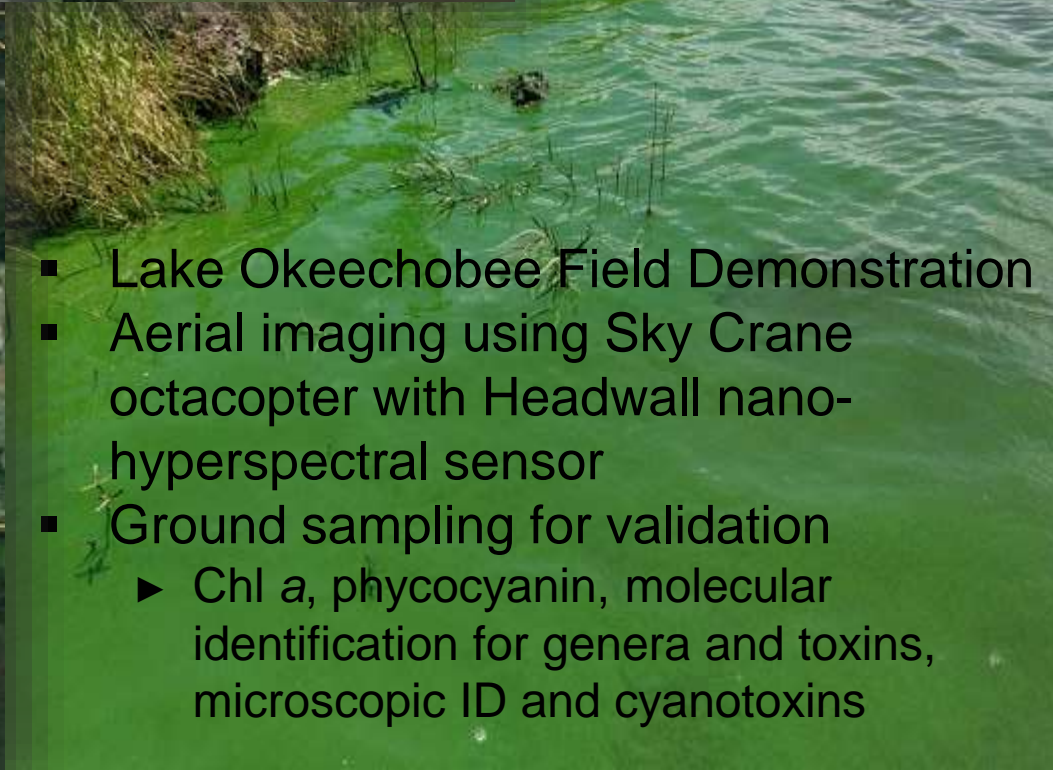 ▪ Lake Okeechobee Field Demonstration
▪ Aerial imaging using Sky Crane
octacopter with Headwall nano-
hyperspectral sensor
▪ Ground sampling for validation
► Chl a, phycocyanin, molecular
identification for genera and toxins,
microscopic ID and cyanotoxins